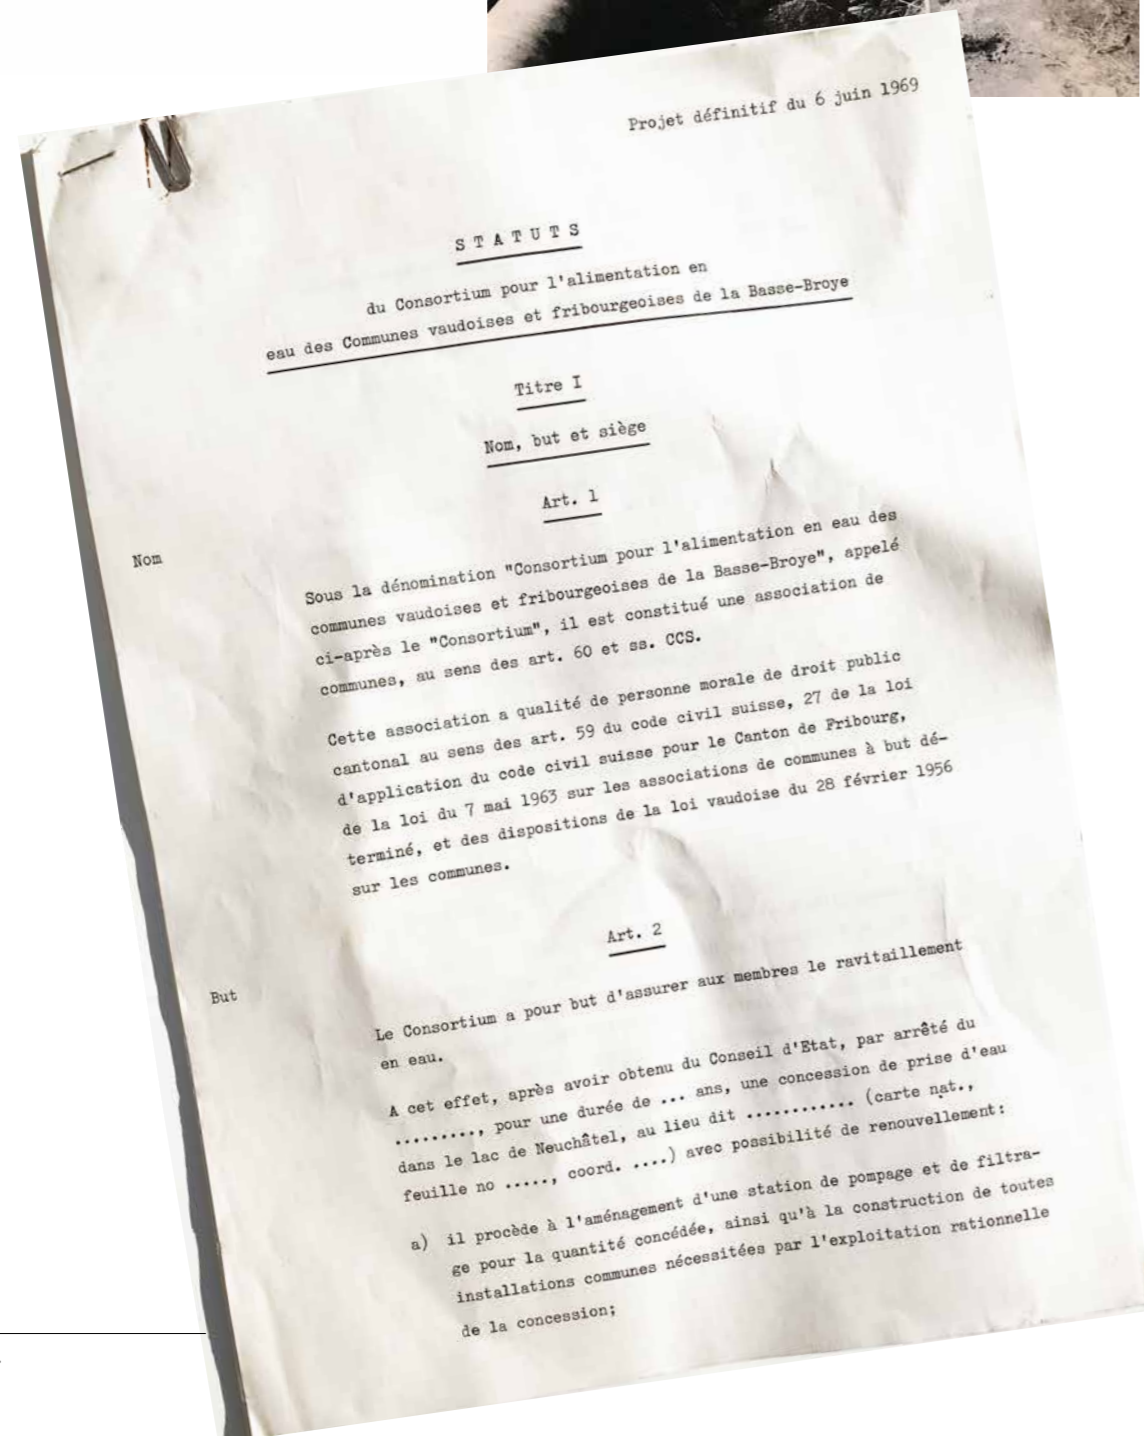 Projet définitif du 6 juin 1969
S T A T U T S
du Consortium pour l'alimentation en
eau des Communes vaudoises et fribourgeoises de la Basse-Broye
Titre I
Nom, but et siège
Art. 1
Nom
Sous la dénomination "Consortium pour l'alimentation en eau des
communes vaudoises et fribourgeoises de la Basse-Broye", appelé
ci-après le "Consortium", il est constitué une association de
communes, au sens des art. 60 et ss. CCS.
Cette association a qualité de personne morale de droit public
cantonal au sens des art. 59 du code civil suisse, 27 de la loi
d'application du code civil suisse pour le Canton de Fribourg,
de la loi du 7 mai 1963 sur les associations de communes à but dé-
terminé, et des dispositions de la loi vaudoise du 28 février 1956
sur les communes.
Art. 2
But
Le Consortium a pour but d'assurer aux membres le ravitaillement
en eau.
A cet effet, après avoir obtenu du Conseil d'Etat, par arrêté du
........., pour une durée de ... ans, une concession de prise d'eau
dans le lac de Neuchâtel, au lieu dit ............ (carte nat.,
feuille no ....., coord. ....) avec possibilité de renouvellement:
a) il procède à l'aménagement d'une station de pompage et de filtra-
ge pour la quantité concédée, ainsi qu'à la construction de toutes
installations communes nécessitées par l'exploitation rationnelle
de la concession;